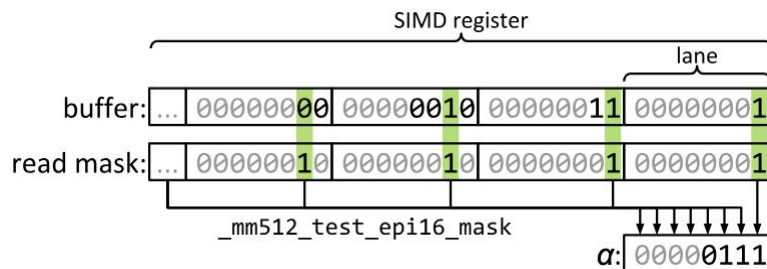 SIMD register
lane
buffer: ... 00000000 00000010 00000011 00000001
read mask: ... 00000010 00000010 00000001 00000001
_mm512_test_epi16_mask
α: 00000111